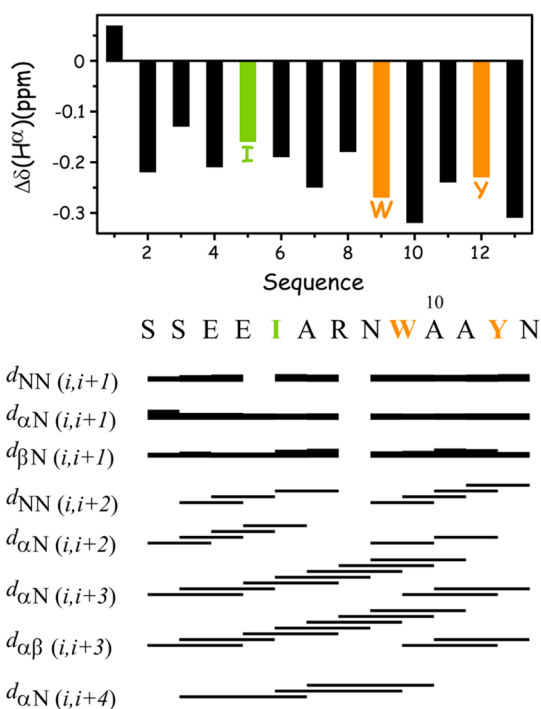 Δδ(Hᵅ)(ppm)
0
-0.1
-0.2
-0.3
I
W
Y
2 4 6 8 10 12
Sequence
10
S S E E I A R N W A A Y N
dNN (i,i+1)
dαN (i,i+1)
dβN (i,i+1)
dNN (i,i+2)
dαN (i,i+2)
dαN (i,i+3)
dαβ (i,i+3)
dαN (i,i+4)